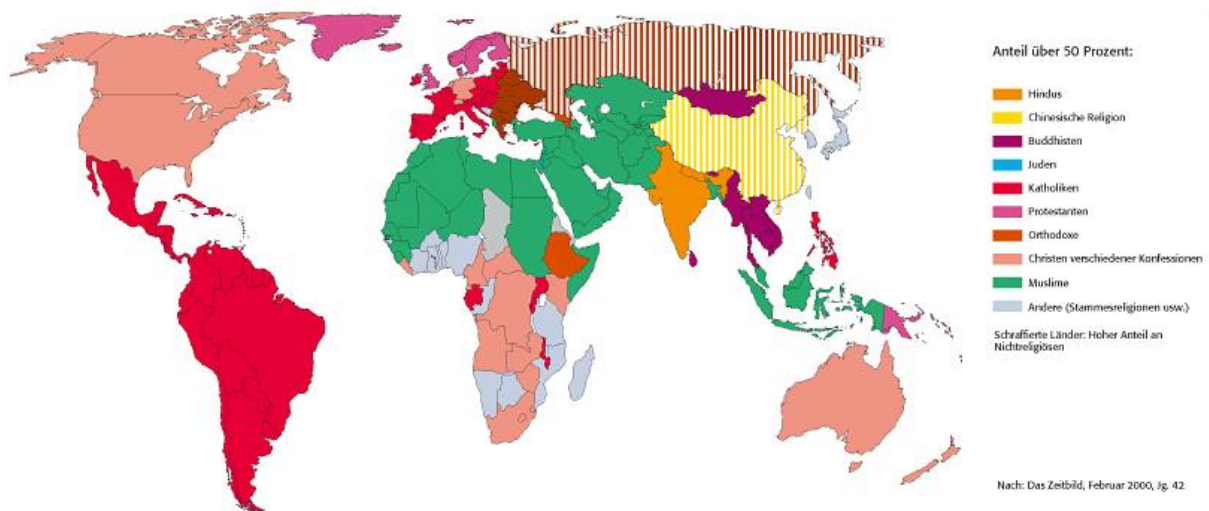 Anteil über 50 Prozent:
Hindus
Chinesische Religion
Buddhisten
Juden
Katholiken
Protestanten
Orthodoxe
Christen verschiedener Konfessionen
Muslime
Andere (Stammesreligionen usw.)
Schraffierte Länder: Hoher Anteil an
Nichtreligiösen
Nach: Das Zeitbild, Februar 2000, Jg. 42